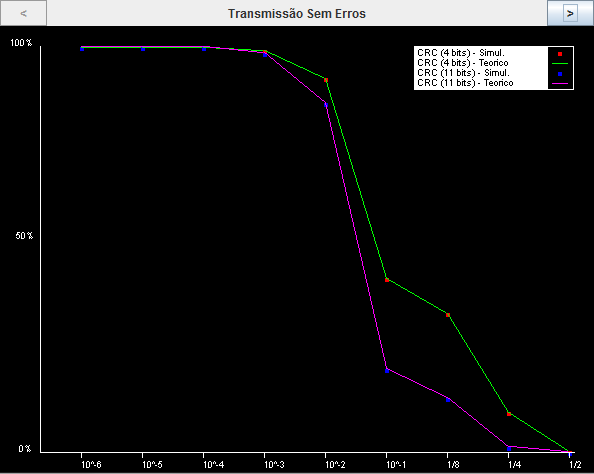 < Transmissão Sem Erros >
100 %
CRC (4 bits) - Simul.
CRC (4 bits) - Teorico
CRC (11 bits) - Simul.
CRC (11 bits) - Teorico
50 %
0 %
10^-6 10^-5 10^-4 10^-3 10^-2 10^-1 1/8 1/4 1/2